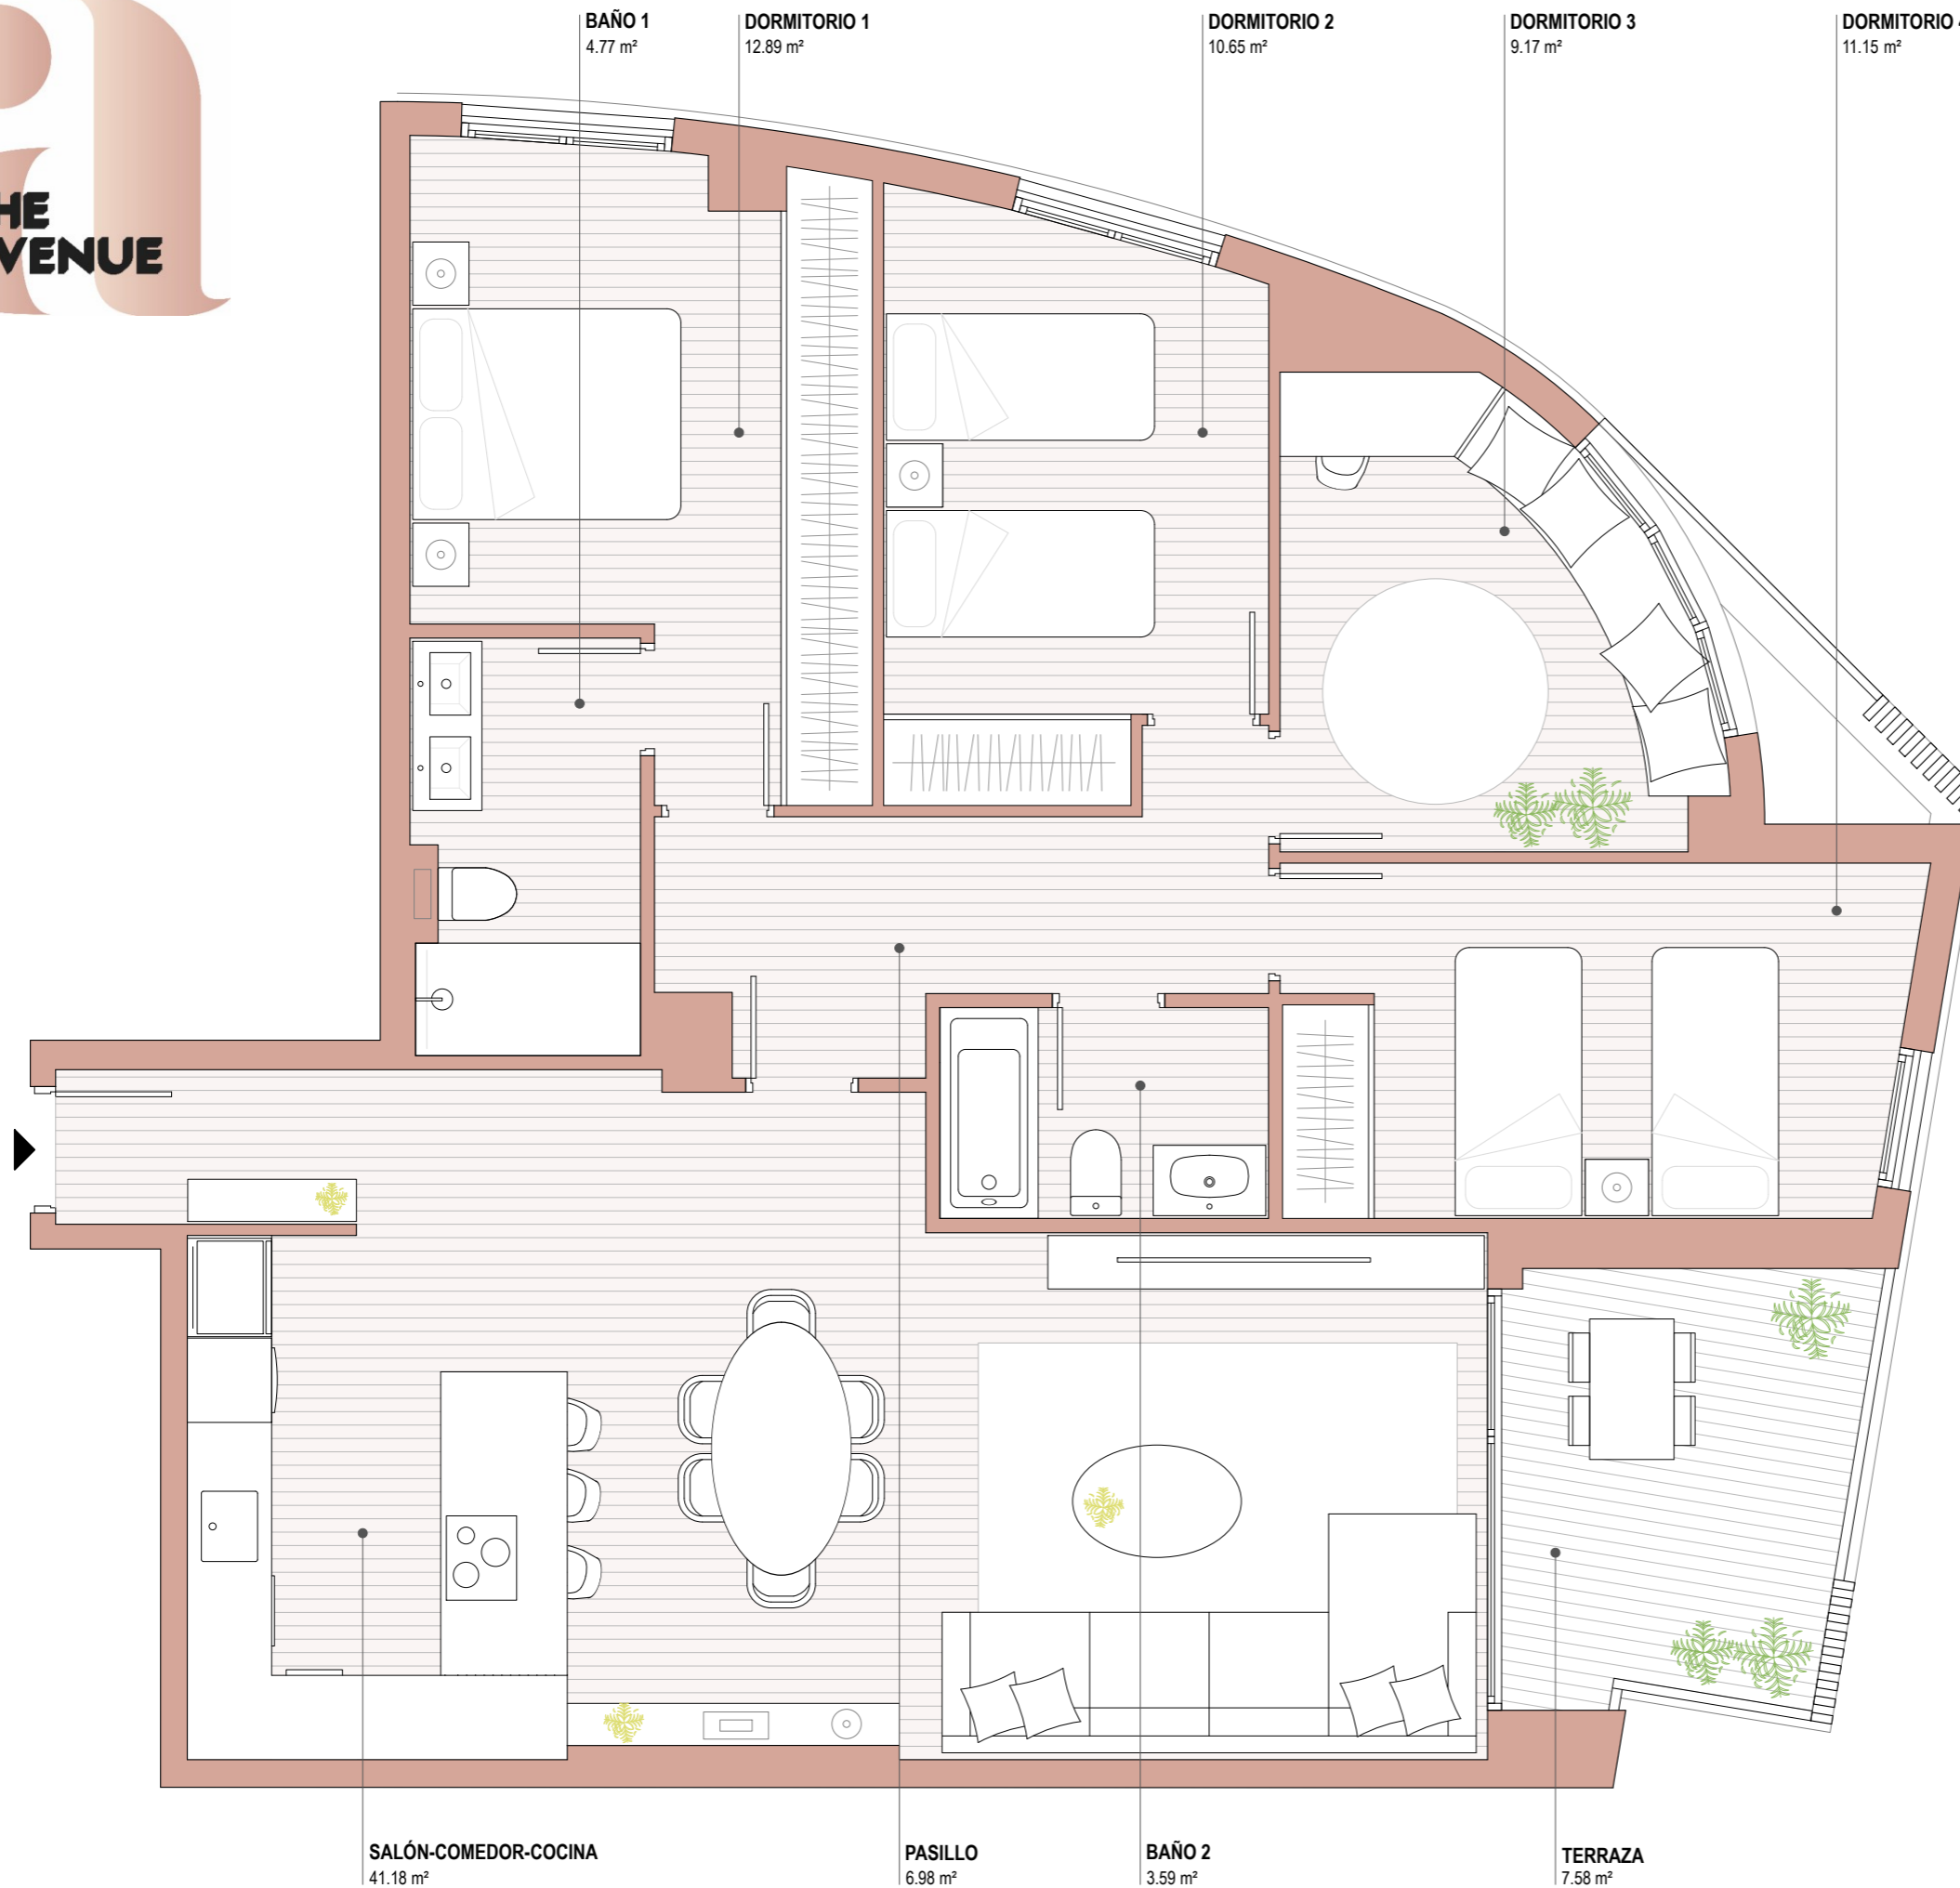 HE
VENUE
BAÑO 1
4.77 m²
DORMITORIO 1
12.89 m²
DORMITORIO 2
10.65 m²
DORMITORIO 3
9.17 m²
DORMITORIO
11.15 m²
SALÓN-COMEDOR-COCINA
41.18 m²
PASILLO
6.98 m²
BAÑO 2
3.59 m²
TERRAZA
7.58 m²